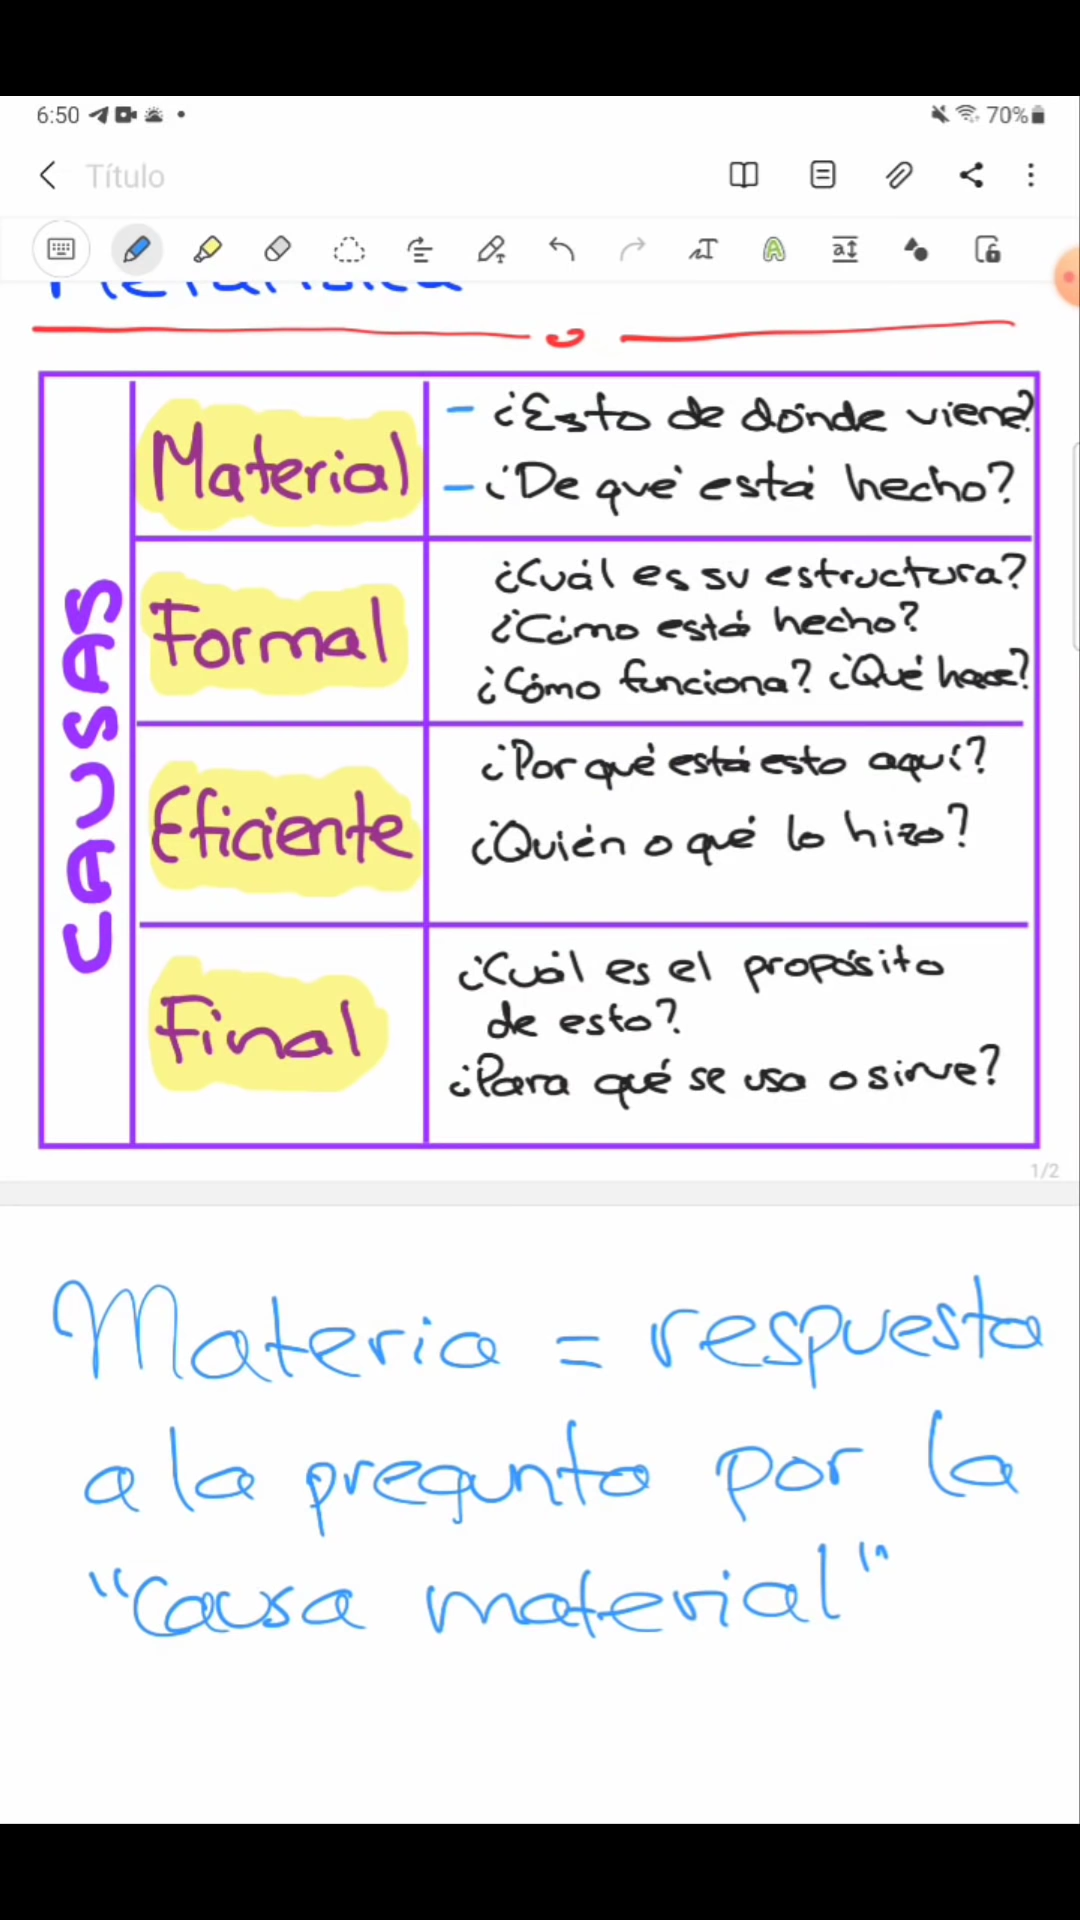 6:50
70%
Título
Metafísica
CAUSAS
Material
- ¿Esto de dónde viene?
- ¿De qué está hecho?
Formal
¿Cuál es su estructura?
¿Cómo está hecho?
¿Cómo funciona? ¿Qué hace?
Eficiente
¿Por qué está esto aquí?
¿Quién o qué lo hizo?
Final
¿Cuál es el propósito
de esto?
¿Para qué se usa o sirve?
1/2
Materia = respuesta
a la pregunta por la
"causa material"